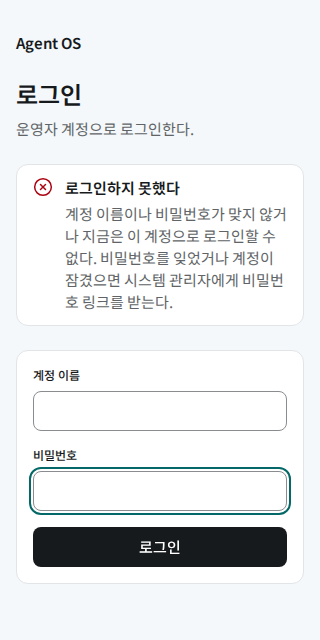 Agent OS
로그인
운영자 계정으로 로그인한다.
로그인하지 못했다
계정 이름이나 비밀번호가 맞지 않거
나 지금은 이 계정으로 로그인할 수
없다. 비밀번호를 잊었거나 계정이
잠겼으면 시스템 관리자에게 비밀번
호 링크를 받는다.
계정 이름
비밀번호
로그인